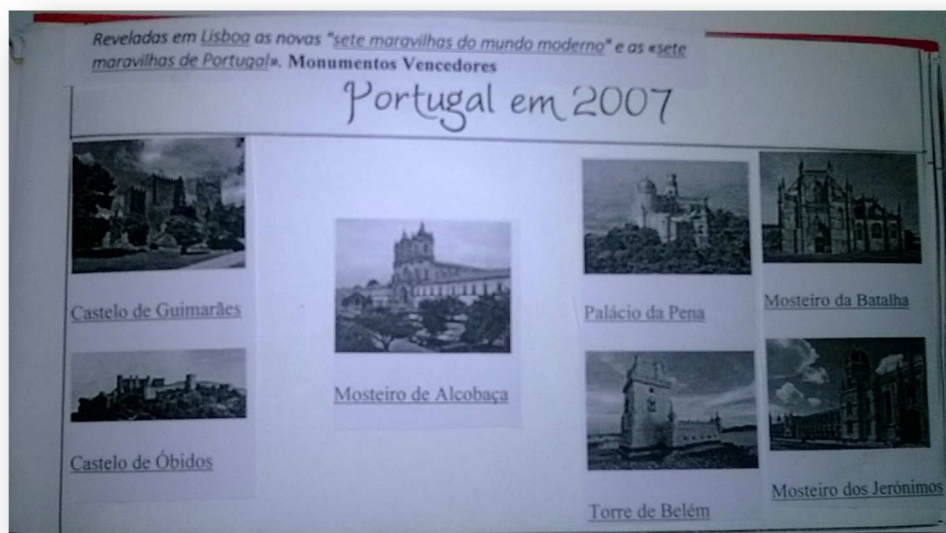 Reveladas em Lisboa as novas "sete maravilhas do mundo moderno" e as «sete
maravilhas de Portugal». Monumentos Vencedores
Portugal em 2007
Castelo de Guimarães
Castelo de Óbidos
Mosteiro de Alcobaça
Palácio da Pena
Torre de Belém
Mosteiro da Batalha
Mosteiro dos Jerónimos